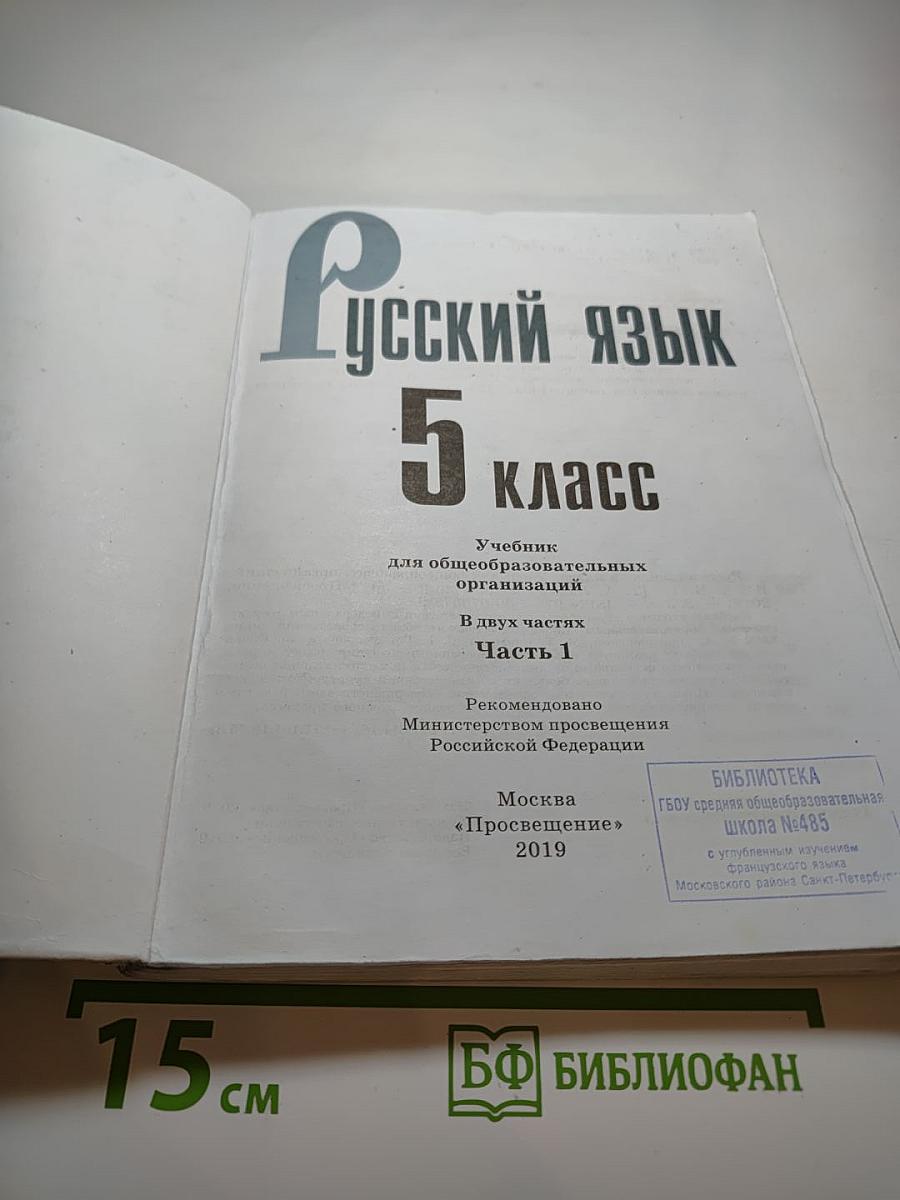 Русский язык
5 класс
Учебник
для общеобразовательных
организаций
В двух частях
Часть 1
Рекомендовано
Министерством просвещения
Российской Федерации
Москва
«Просвещение»
2019
БИБЛИОТЕКА
ГБОУ средняя общеобразовательная
школа №485
с углубленным изучением
французского языка
Московского района Санкт-Петербург
15 см
БФ БИБЛИОФАН